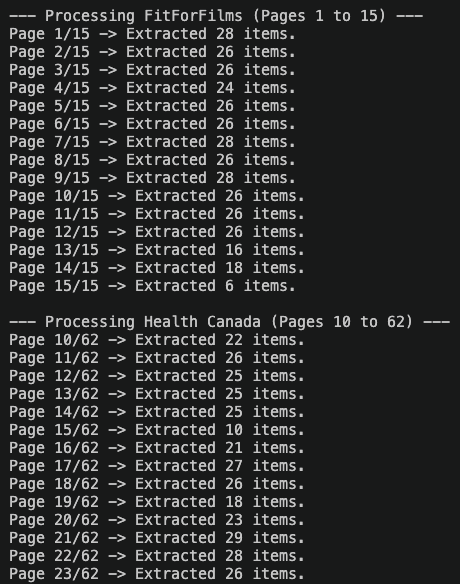 --- Processing FitForFilms (Pages 1 to 15) ---
Page 1/15 -> Extracted 28 items.
Page 2/15 -> Extracted 26 items.
Page 3/15 -> Extracted 26 items.
Page 4/15 -> Extracted 24 items.
Page 5/15 -> Extracted 26 items.
Page 6/15 -> Extracted 26 items.
Page 7/15 -> Extracted 28 items.
Page 8/15 -> Extracted 26 items.
Page 9/15 -> Extracted 28 items.
Page 10/15 -> Extracted 26 items.
Page 11/15 -> Extracted 26 items.
Page 12/15 -> Extracted 26 items.
Page 13/15 -> Extracted 16 items.
Page 14/15 -> Extracted 18 items.
Page 15/15 -> Extracted 6 items.
--- Processing Health Canada (Pages 10 to 62) ---
Page 10/62 -> Extracted 22 items.
Page 11/62 -> Extracted 26 items.
Page 12/62 -> Extracted 25 items.
Page 13/62 -> Extracted 25 items.
Page 14/62 -> Extracted 25 items.
Page 15/62 -> Extracted 10 items.
Page 16/62 -> Extracted 21 items.
Page 17/62 -> Extracted 27 items.
Page 18/62 -> Extracted 26 items.
Page 19/62 -> Extracted 18 items.
Page 20/62 -> Extracted 23 items.
Page 21/62 -> Extracted 29 items.
Page 22/62 -> Extracted 28 items.
Page 23/62 -> Extracted 26 items.